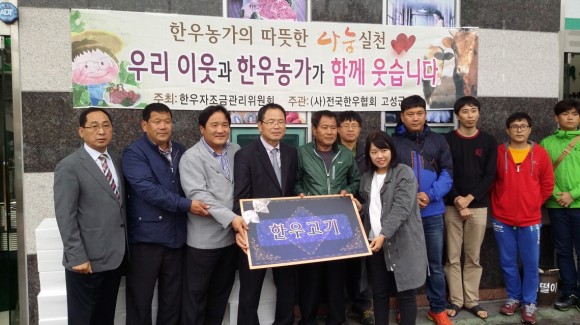 한우농가의 따뜻한 나눔실천
우리 이웃과 한우농가가 함께 웃습니다
주최:한우자조금관리위원회 주관:(사)전국한우협회 고성군
한우고기
ADT